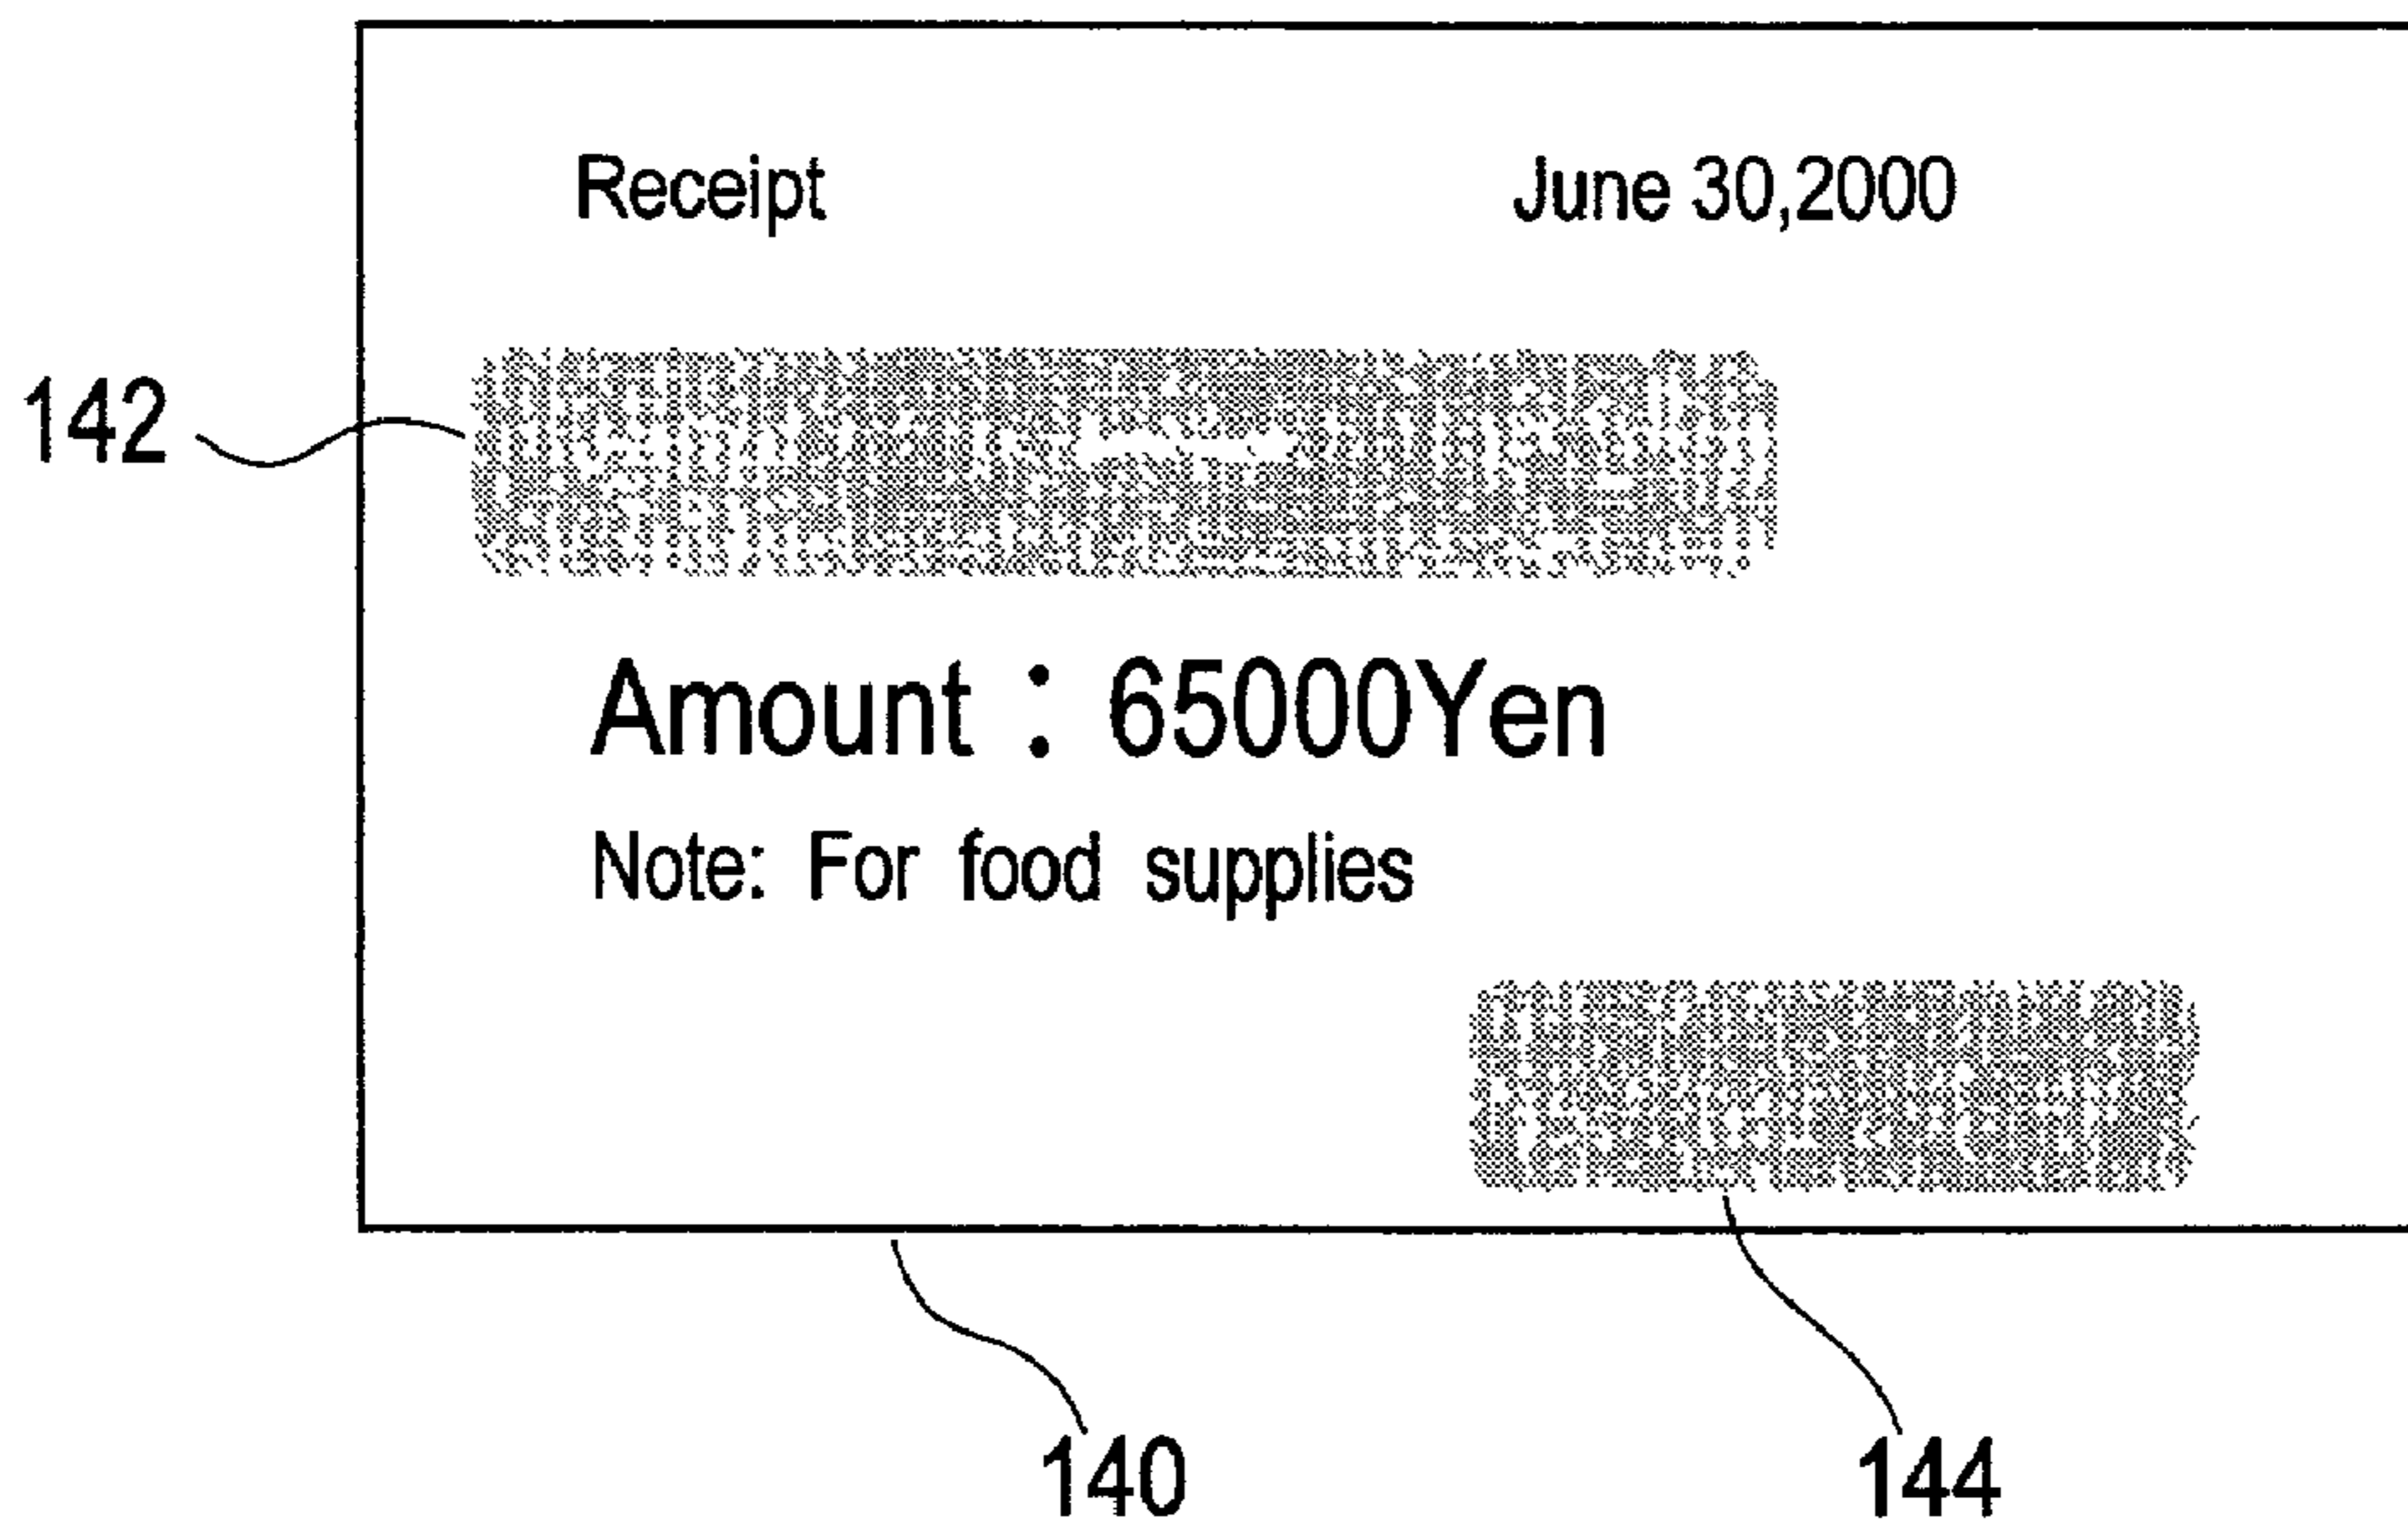 Receipt June 30,2000
142
Amount : 65000Yen
Note: For food supplies
140 144